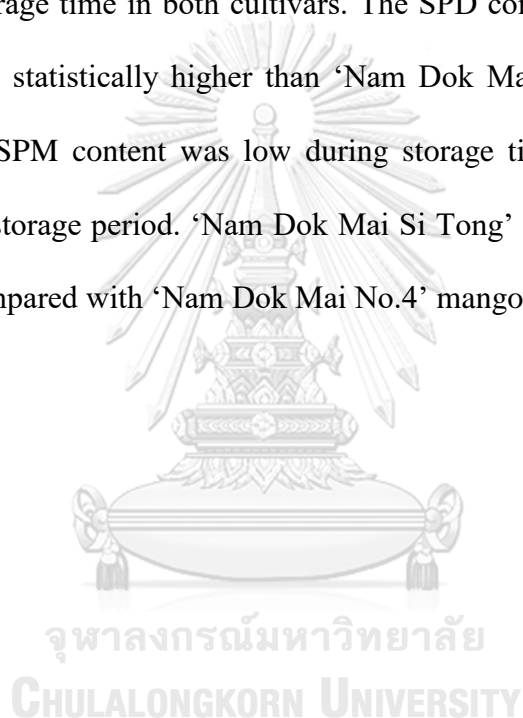 rage time in both cultivars. The SPD con
statistically higher than ‘Nam Dok Ma
SPM content was low during storage ti
storage period. ‘Nam Dok Mai Si Tong’
mpared with ‘Nam Dok Mai No.4’ mango
จุฬาลงกรณ์มหาวิทยาลัย
CHULALONGKORN UNIVERSITY